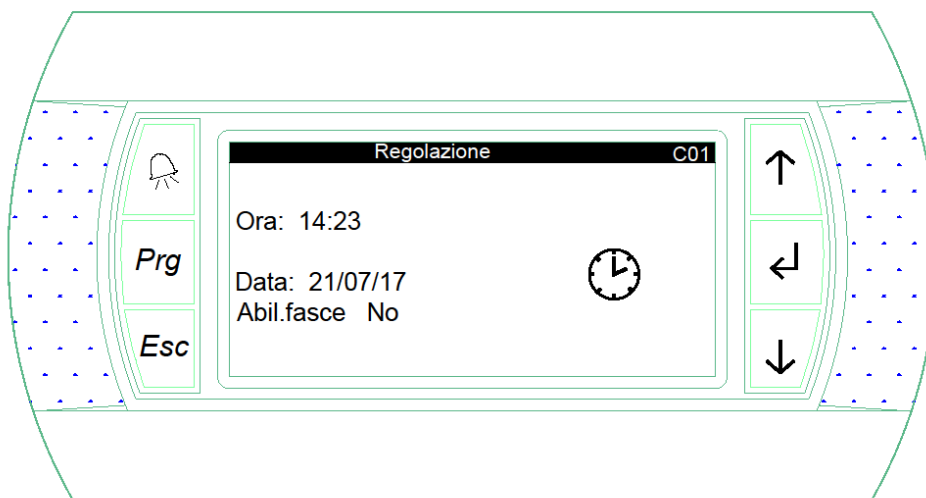 Regolazione C01
Ora: 14:23
Prg
Data: 21/07/17
Abil.fasce No
Esc